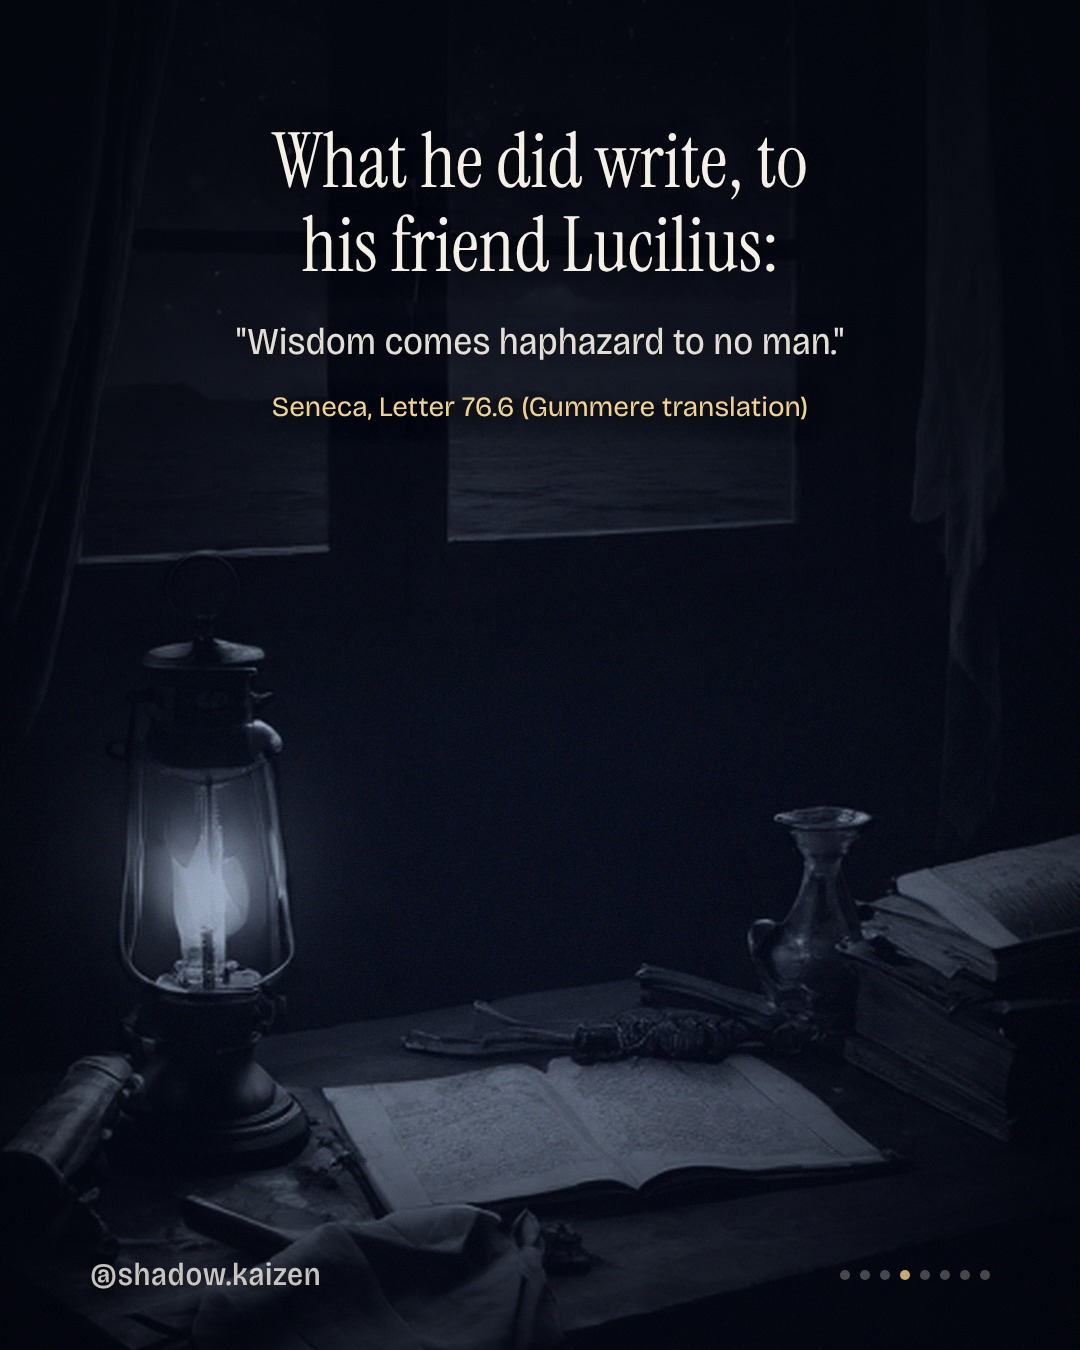 What he did write, to
his friend Lucilius:
"Wisdom comes haphazard to no man."
Seneca, Letter 76.6 (Gummere translation)
@shadow.kaizen